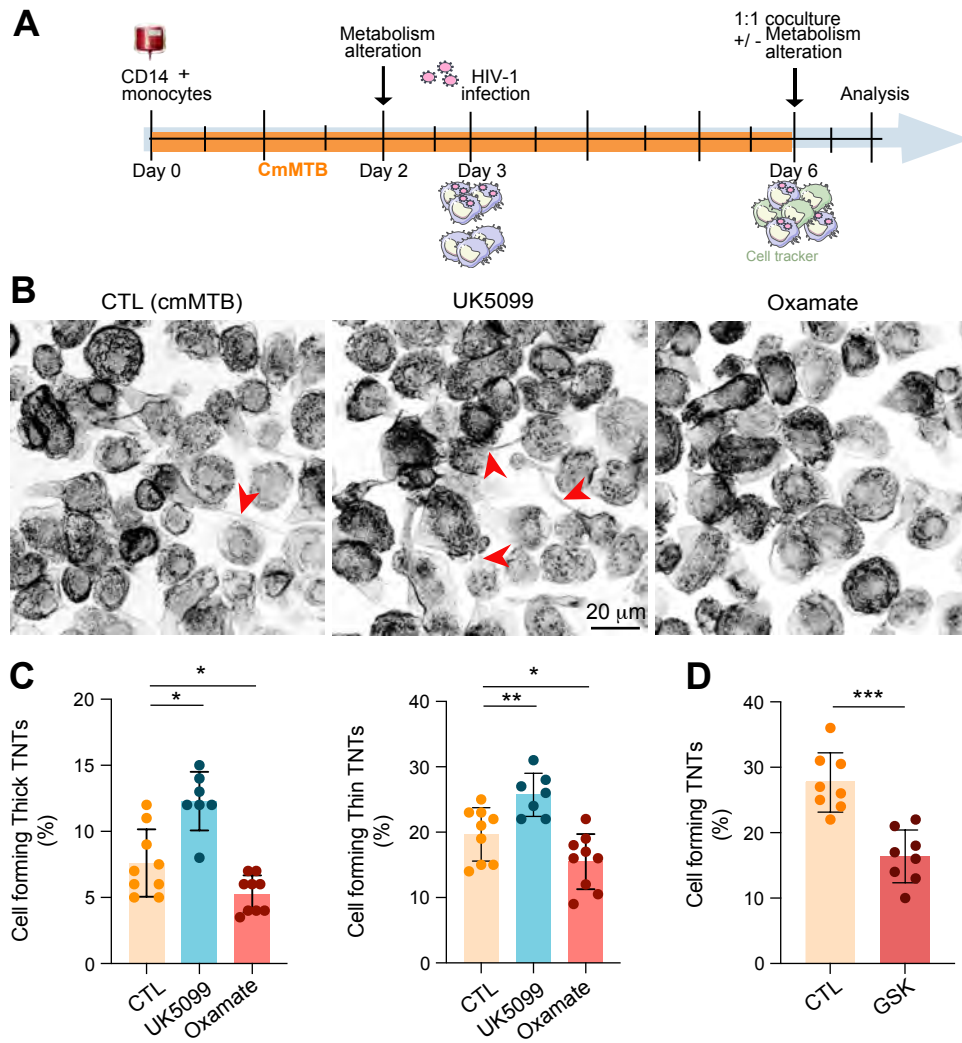 A
CD14 +
monocytes
Metabolism
alteration
HIV-1
infection
1:1 coculture
+/- Metabolism
alteration
Analysis
Day 0
CmMTB
Day 2
Day 3
Day 6
Cell tracker
B
CTL (cmMTB)
UK5099
Oxamate
20 µm
C
Cell forming Thick TNTs
(%)
20
15
10
5
0
*
*
CTL
UK5099
Oxamate
Cell forming Thin TNTs
(%)
40
30
20
10
0
*
**
CTL
UK5099
Oxamate
D
Cell forming TNTs
(%)
40
30
20
10
0
***
CTL
GSK